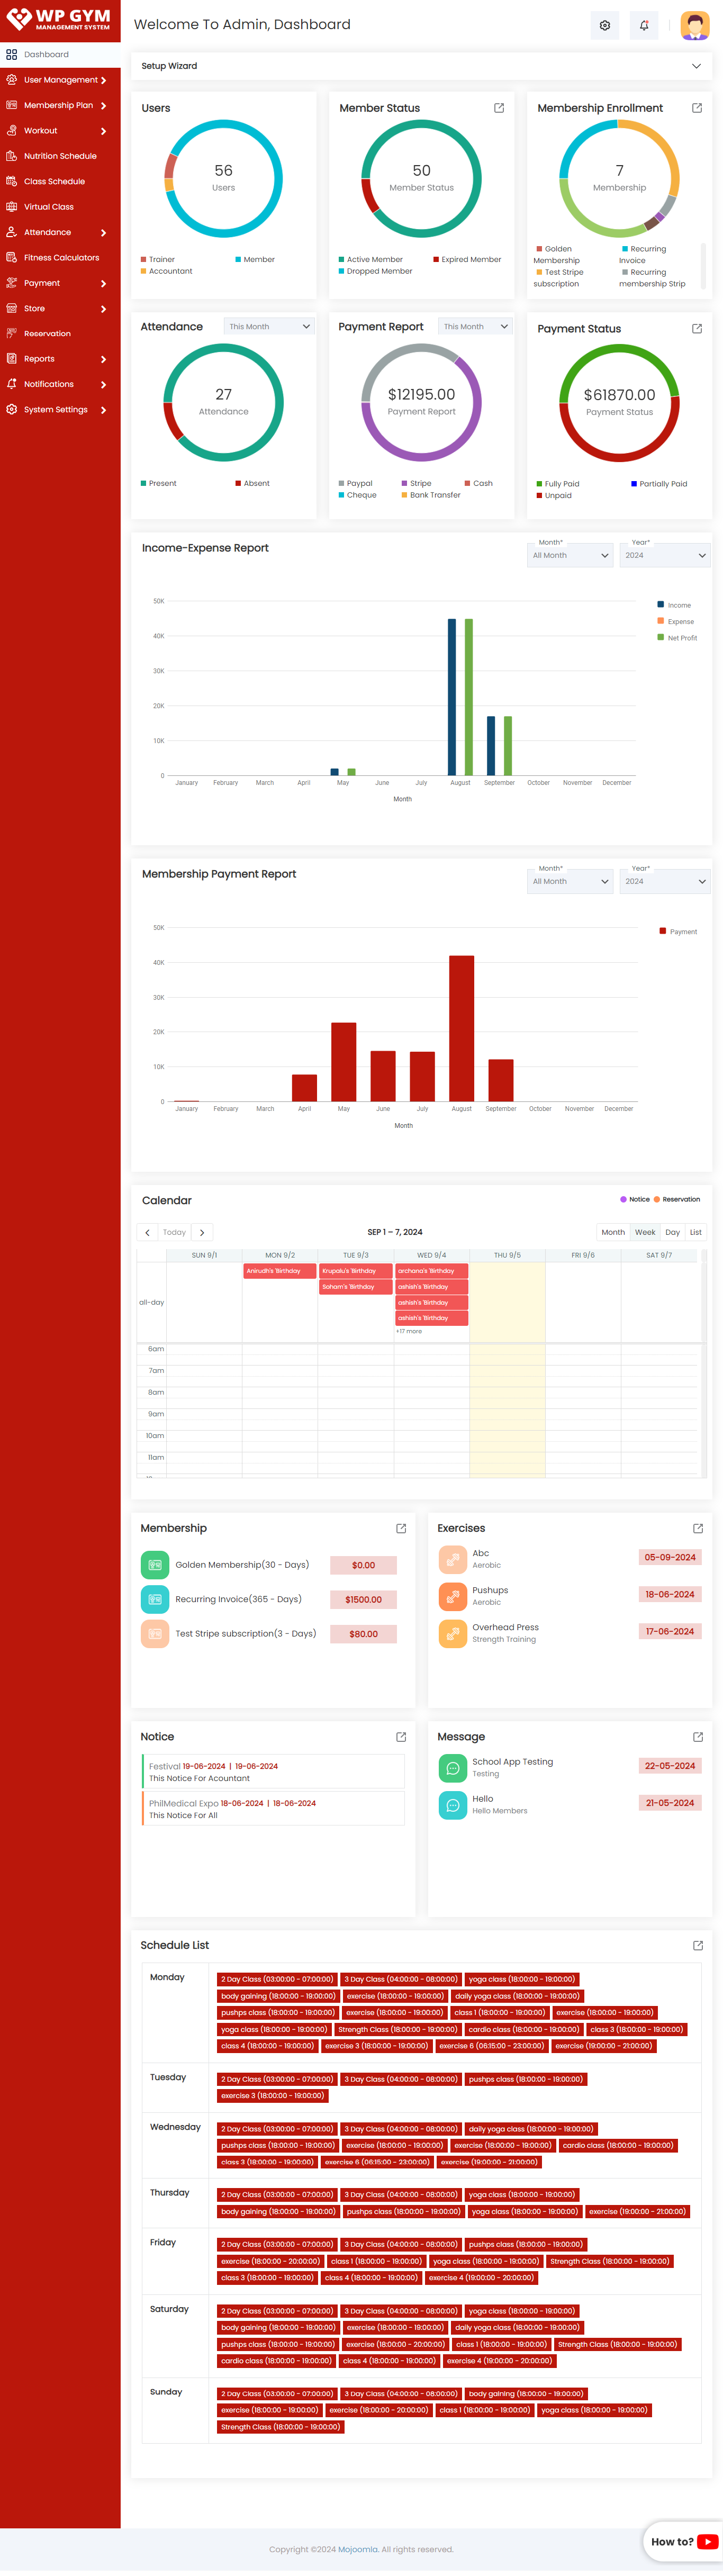 WP GYM
MANAGEMENT SYSTEM
Welcome To Admin, Dashboard
Dashboard
User Management
Membership Plan
Workout
Nutrition Schedule
Class Schedule
Virtual Class
Attendance
Fitness Calculators
Payment
Store
Reservation
Reports
Notifications
System Settings
Setup Wizard
Users
56
Users
Trainer
Member
Accountant
Member Status
50
Member Status
Active Member
Expired Member
Dropped Member
Membership Enrollment
7
Membership
Golden Membership
Recurring Invoice
Test Stripe subscription
Recurring membership Strip
Attendance
This Month
27
Attendance
Present
Absent
Payment Report
This Month
$12195.00
Payment Report
Paypal
Stripe
Cash
Cheque
Bank Transfer
Payment Status
$61870.00
Payment Status
Fully Paid
Partially Paid
Unpaid
Income-Expense Report
Month*
All Month
Year*
2024
50K
40K
30K
20K
10K
0
January February March April May June July August September October November December
Month
Income
Expense
Net Profit
Membership Payment Report
Month*
All Month
Year*
2024
50K
40K
30K
20K
10K
0
January February March April May June July August September October November December
Month
Payment
Calendar
Notice Reservation
Today
SEP 1 – 7, 2024
Month Week Day List
SUN 9/1 MON 9/2 TUE 9/3 WED 9/4 THU 9/5 FRI 9/6 SAT 9/7
all-day
Anirudh's 'Birthday
Krupalu's 'Birthday
archana's 'Birthday
Soham's 'Birthday
ashish's 'Birthday
ashish's 'Birthday
ashish's 'Birthday
+17 more
6am
7am
8am
9am
10am
11am
Membership
Golden Membership(30 - Days) $0.00
Recurring Invoice(365 - Days) $1500.00
Test Stripe subscription(3 - Days) $80.00
Exercises
Abc
Aerobic
05-09-2024
Pushups
Aerobic
18-06-2024
Overhead Press
Strength Training
17-06-2024
Notice
Festival 19-06-2024 | 19-06-2024
This Notice For Acountant
PhilMedical Expo 18-06-2024 | 18-06-2024
This Notice For All
Message
School App Testing
Testing
22-05-2024
Hello
Hello Members
21-05-2024
Schedule List
Monday
2 Day Class (03:00:00 - 07:00:00) 3 Day Class (04:00:00 - 08:00:00) yoga class (18:00:00 - 19:00:00)
body gaining (18:00:00 - 19:00:00) exercise (18:00:00 - 19:00:00) daily yoga class (18:00:00 - 19:00:00)
pushps class (18:00:00 - 19:00:00) exercise (18:00:00 - 19:00:00) class 1 (18:00:00 - 19:00:00) exercise (18:00:00 - 19:00:00)
yoga class (18:00:00 - 19:00:00) Strength Class (18:00:00 - 19:00:00) cardio class (18:00:00 - 19:00:00) class 3 (18:00:00 - 19:00:00)
class 4 (18:00:00 - 19:00:00) exercise 3 (18:00:00 - 19:00:00) exercise 6 (06:15:00 - 23:00:00) exercise (19:00:00 - 21:00:00)
Tuesday
2 Day Class (03:00:00 - 07:00:00) 3 Day Class (04:00:00 - 08:00:00) pushps class (18:00:00 - 19:00:00)
exercise 3 (18:00:00 - 19:00:00)
Wednesday
2 Day Class (03:00:00 - 07:00:00) 3 Day Class (04:00:00 - 08:00:00) daily yoga class (18:00:00 - 19:00:00)
pushps class (18:00:00 - 19:00:00) exercise (18:00:00 - 19:00:00) exercise (18:00:00 - 19:00:00) cardio class (18:00:00 - 19:00:00)
class 3 (18:00:00 - 19:00:00) exercise 6 (06:15:00 - 23:00:00) exercise (19:00:00 - 21:00:00)
Thursday
2 Day Class (03:00:00 - 07:00:00) 3 Day Class (04:00:00 - 08:00:00) yoga class (18:00:00 - 19:00:00)
body gaining (18:00:00 - 19:00:00) pushps class (18:00:00 - 19:00:00) yoga class (18:00:00 - 19:00:00) exercise (19:00:00 - 21:00:00)
Friday
2 Day Class (03:00:00 - 07:00:00) 3 Day Class (04:00:00 - 08:00:00) pushps class (18:00:00 - 19:00:00)
exercise (18:00:00 - 20:00:00) class 1 (18:00:00 - 19:00:00) yoga class (18:00:00 - 19:00:00) Strength Class (18:00:00 - 19:00:00)
class 3 (18:00:00 - 19:00:00) class 4 (18:00:00 - 19:00:00) exercise 4 (19:00:00 - 20:00:00)
Saturday
2 Day Class (03:00:00 - 07:00:00) 3 Day Class (04:00:00 - 08:00:00) yoga class (18:00:00 - 19:00:00)
body gaining (18:00:00 - 19:00:00) exercise (18:00:00 - 19:00:00) daily yoga class (18:00:00 - 19:00:00)
pushps class (18:00:00 - 19:00:00) exercise (18:00:00 - 20:00:00) class 1 (18:00:00 - 19:00:00) Strength Class (18:00:00 - 19:00:00)
cardio class (18:00:00 - 19:00:00) class 4 (18:00:00 - 19:00:00) exercise 4 (19:00:00 - 20:00:00)
Sunday
2 Day Class (03:00:00 - 07:00:00) 3 Day Class (04:00:00 - 08:00:00) body gaining (18:00:00 - 19:00:00)
exercise (18:00:00 - 19:00:00) exercise (18:00:00 - 20:00:00) class 1 (18:00:00 - 19:00:00) yoga class (18:00:00 - 19:00:00)
Strength Class (18:00:00 - 19:00:00)
How to?
Copyright ©2024 Mojoomla. All rights reserved.